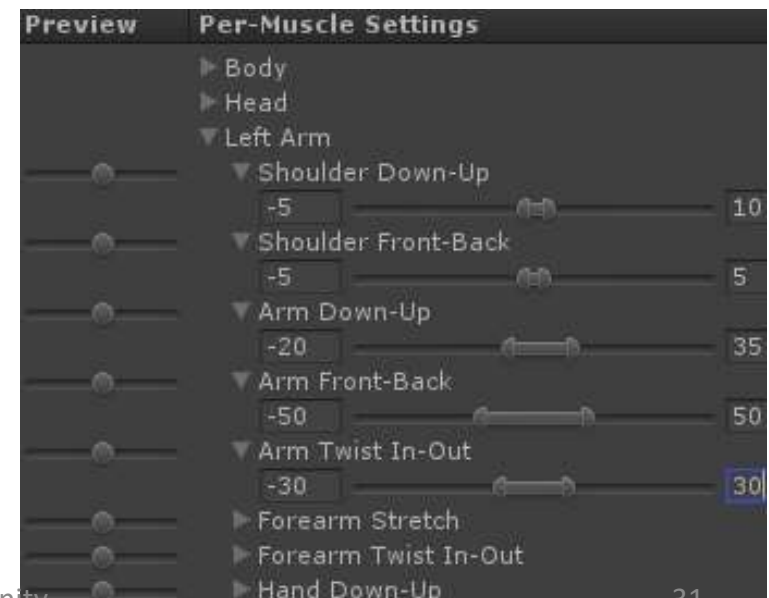 Preview Per-Muscle Settings
Body
Head
Left Arm
Shoulder Down-Up
-5 10
Shoulder Front-Back
-5 5
Arm Down-Up
-20 35
Arm Front-Back
-50 50
Arm Twist In-Out
-30 30
Forearm Stretch
Forearm Twist In-Out
Hand Down-Up